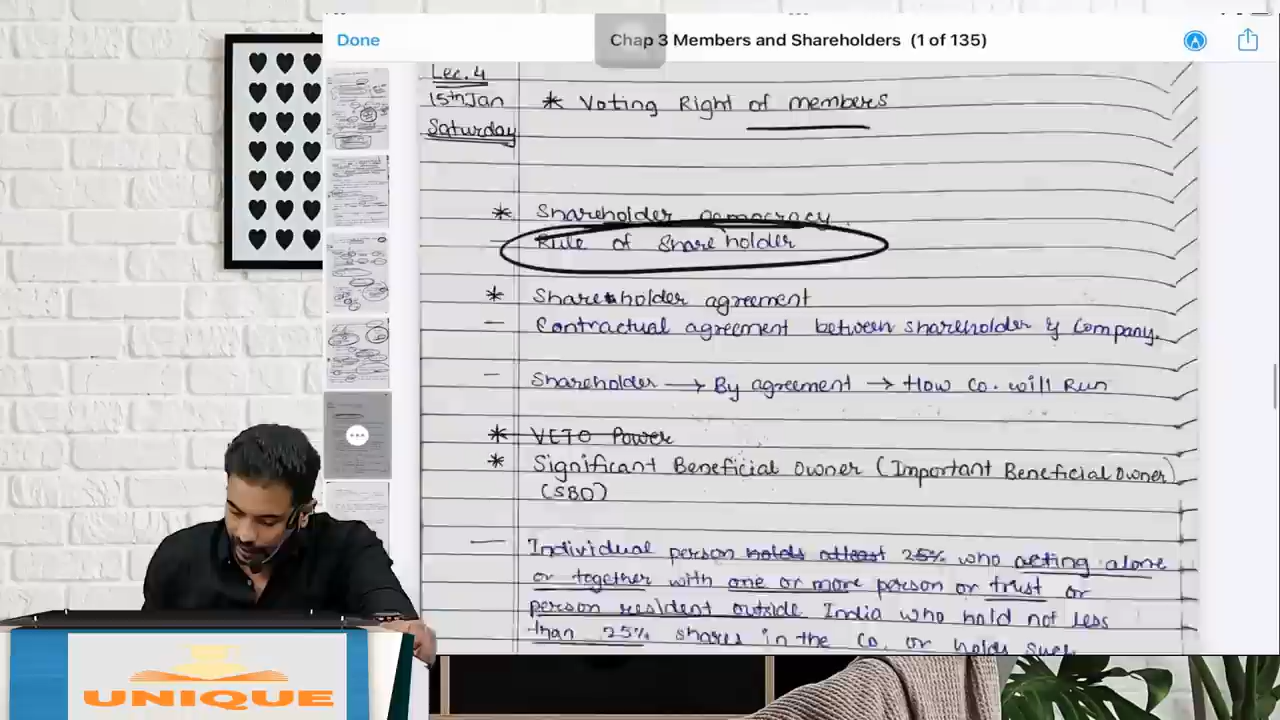 Done
Chap 3 Members and Shareholders (1 of 135)
Lec. 4
15th Jan
Saturday
* Voting Right of members
* Shareholder Democracy.
— Rule of Shareholder
* Shareholder agreement
— Contractual agreement between shareholder & Company.
— Shareholder → By agreement → How Co. will Run
* VETO Power
* Significant Beneficial Owner (Important Beneficial Owner)
(SBO)
— Individual person holds atleast 25% who acting alone
or together with one or more person or trust or
person resident outside India who hold not less
than 25% shares in the Co. or holds such
UNIQUE